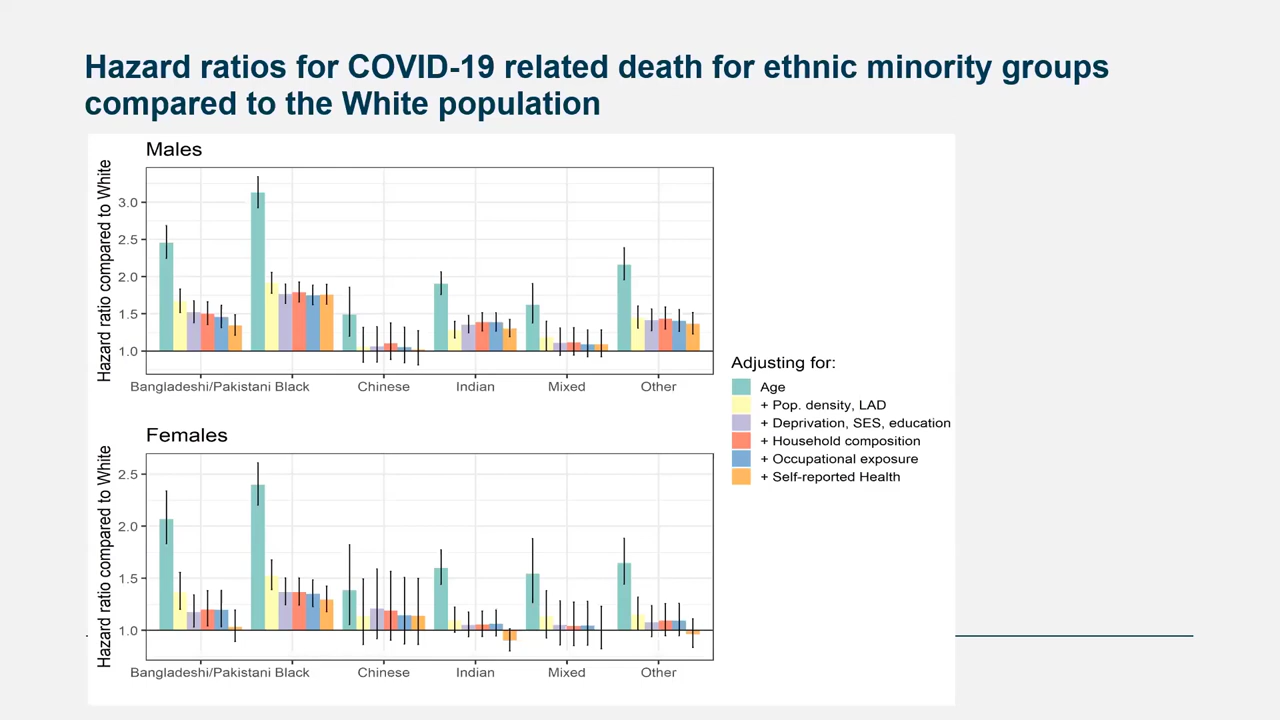 Hazard ratios for COVID-19 related death for ethnic minority groups
compared to the White population
Males
Hazard ratio compared to White
3.0
2.5
2.0
1.5
1.0
Bangladeshi/Pakistani Black Chinese Indian Mixed Other
Adjusting for:
Age
+ Pop. density, LAD
+ Deprivation, SES, education
+ Household composition
+ Occupational exposure
+ Self-reported Health
Females
Hazard ratio compared to White
2.5
2.0
1.5
1.0
Bangladeshi/Pakistani Black Chinese Indian Mixed Other